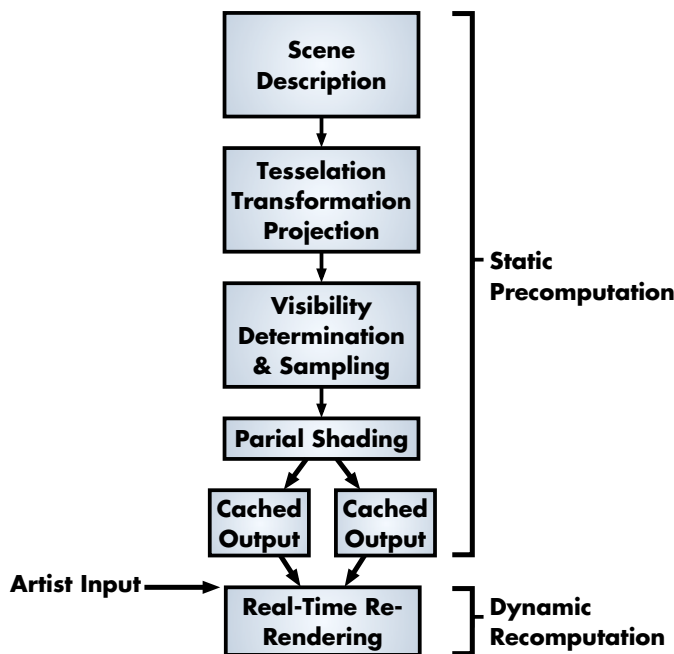 Scene
Description
Tesselation
Transformation
Projection
Visibility
Determination
& Sampling
Static
Precomputation
Parial Shading
Cached
Output
Cached
Output
Artist Input
Real-Time Re-
Rendering
Dynamic
Recomputation